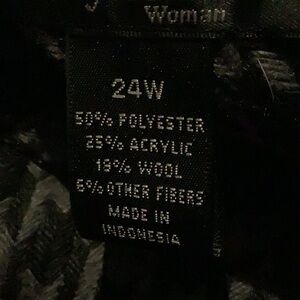 Woman
24W
50% POLYESTER
25% ACRYLIC
19% WOOL
6% OTHER FIBERS
MADE IN
INDONESIA